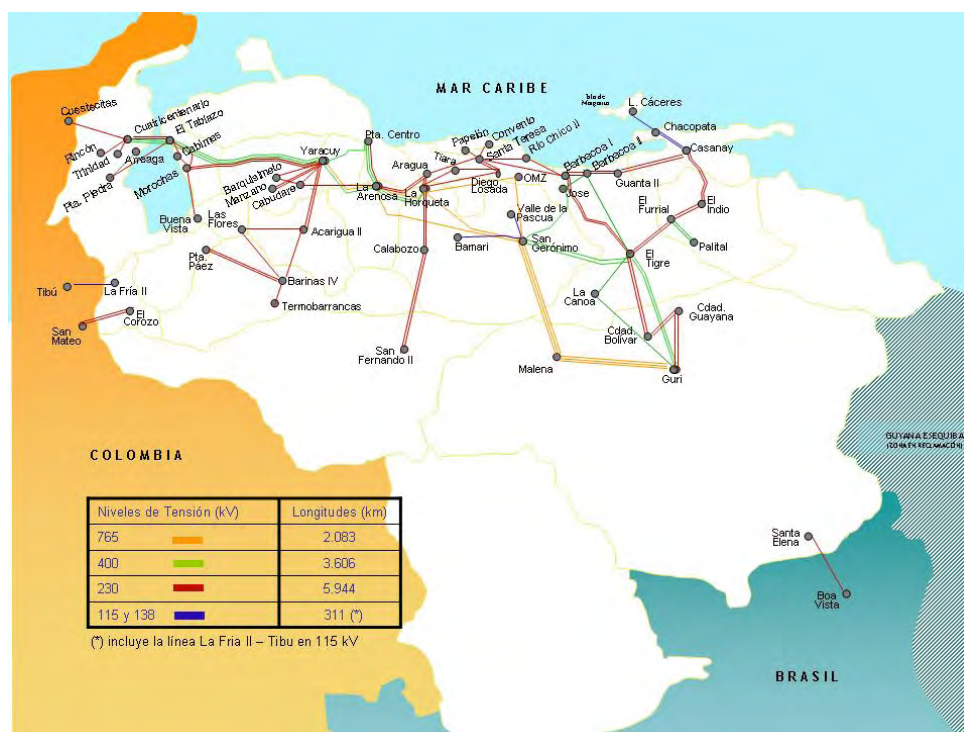 MAR CARIBE
L. Cáceres
Chacopata
Casanay
Cuestecitas
Cuatricentenario
El Tablazo
Rincón
Trinidad
Arreaga
Cabimas
Pta. Piedra
Morochas
Buena
Vista
Yaracuy
Barquisimeto
Manzano
Cabudare
Pta. Centro
La
Arenosa
Aragua
La
Horqueta
Tiara
Papelón
Convento
Santa Teresa
Río Chico II
Diego
Losada
OMZ
Barbacoa I
Barbacoa II
Jose
Guanta II
El
Furrial
El
Indio
Palital
El
Tigre
Las
Flores
Acarigua II
Pta.
Páez
Barinas IV
Termobarrancas
Calabozo
Banari
Valle de la
Pascua
San
Gerónimo
La
Canoa
Cdad.
Guayana
Cdad.
Bolívar
Guri
Malena
San
Fernando II
Tibú
La Fría II
El
Corozo
San
Mateo
COLOMBIA
GUYANA ESEQUIBA
(ZONA EN RECLAMACIÓN)
Santa
Elena
Boa
Vista
BRASIL
Niveles de Tensión (kV) Longitudes (km)
765 2.083
400 3.606
230 5.944
115 y 138 311 (*)
(*) incluye la línea La Fria II – Tibu en 115 kV